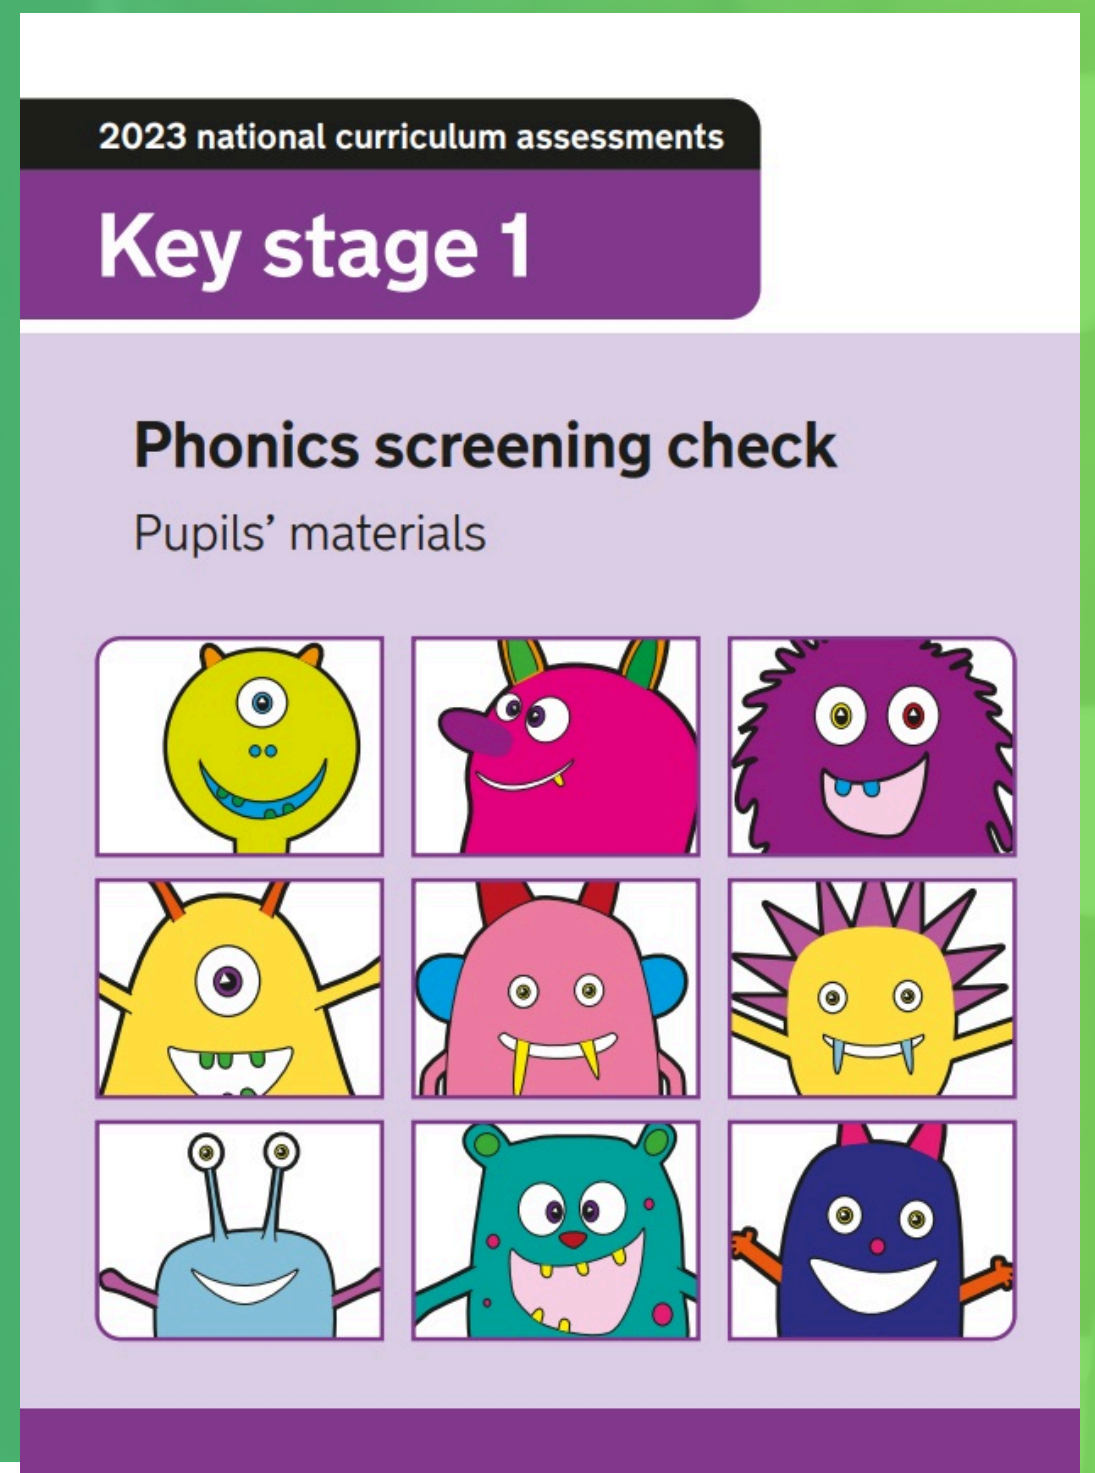 2023 national curriculum assessments
Key stage 1
Phonics screening check
Pupils’ materials